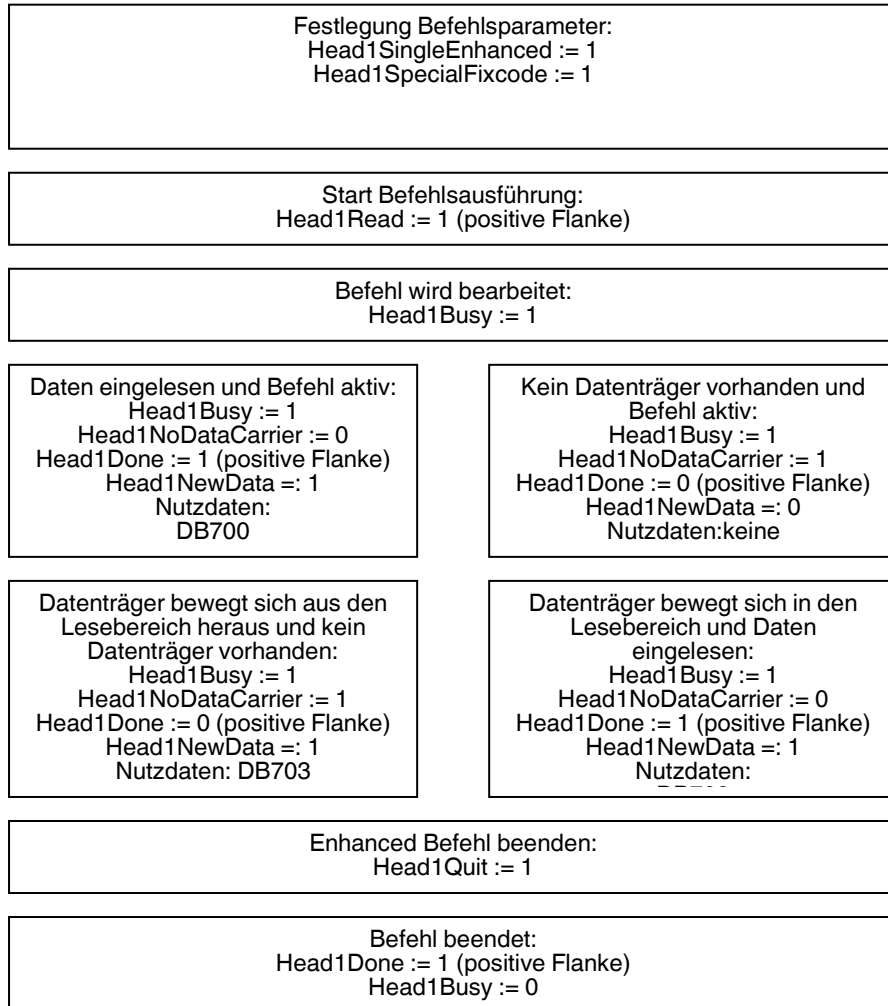 Festlegung Befehlsparameter:
Head1SingleEnhanced := 1
Head1SpecialFixcode := 1
Start Befehlsausführung:
Head1Read := 1 (positive Flanke)
Befehl wird bearbeitet:
Head1Busy := 1
Daten eingelesen und Befehl aktiv:
Head1Busy := 1
Head1NoDataCarrier := 0
Head1Done := 1 (positive Flanke)
Head1NewData =: 1
Nutzdaten:
DB700
Kein Datenträger vorhanden und
Befehl aktiv:
Head1Busy := 1
Head1NoDataCarrier := 1
Head1Done := 0 (positive Flanke)
Head1NewData =: 0
Nutzdaten:keine
Datenträger bewegt sich aus den
Lesebereich heraus und kein
Datenträger vorhanden:
Head1Busy := 1
Head1NoDataCarrier := 1
Head1Done := 0 (positive Flanke)
Head1NewData =: 1
Nutzdaten: DB703
Datenträger bewegt sich in den
Lesebereich und Daten
eingelesen:
Head1Busy := 1
Head1NoDataCarrier := 0
Head1Done := 1 (positive Flanke)
Head1NewData =: 1
Nutzdaten:
Enhanced Befehl beenden:
Head1Quit := 1
Befehl beendet:
Head1Done := 1 (positive Flanke)
Head1Busy := 0